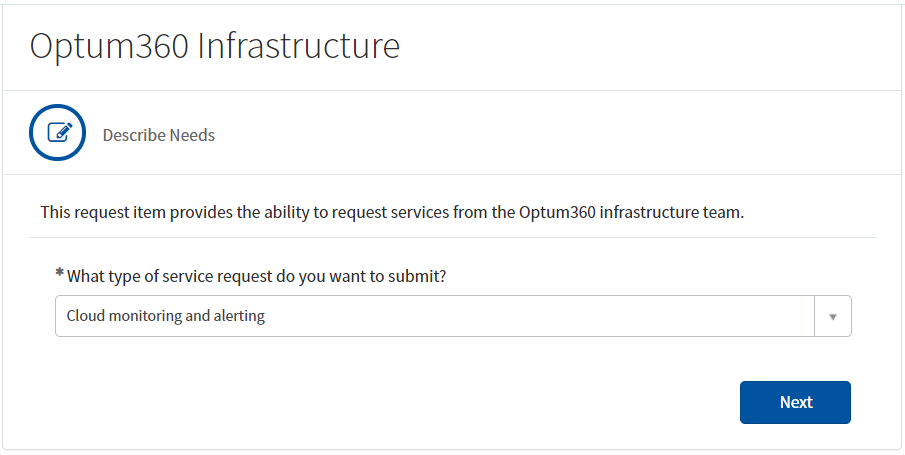 Optum360 Infrastructure
Describe Needs
This request item provides the ability to request services from the Optum360 infrastructure team.
* What type of service request do you want to submit?
Cloud monitoring and alerting
Next